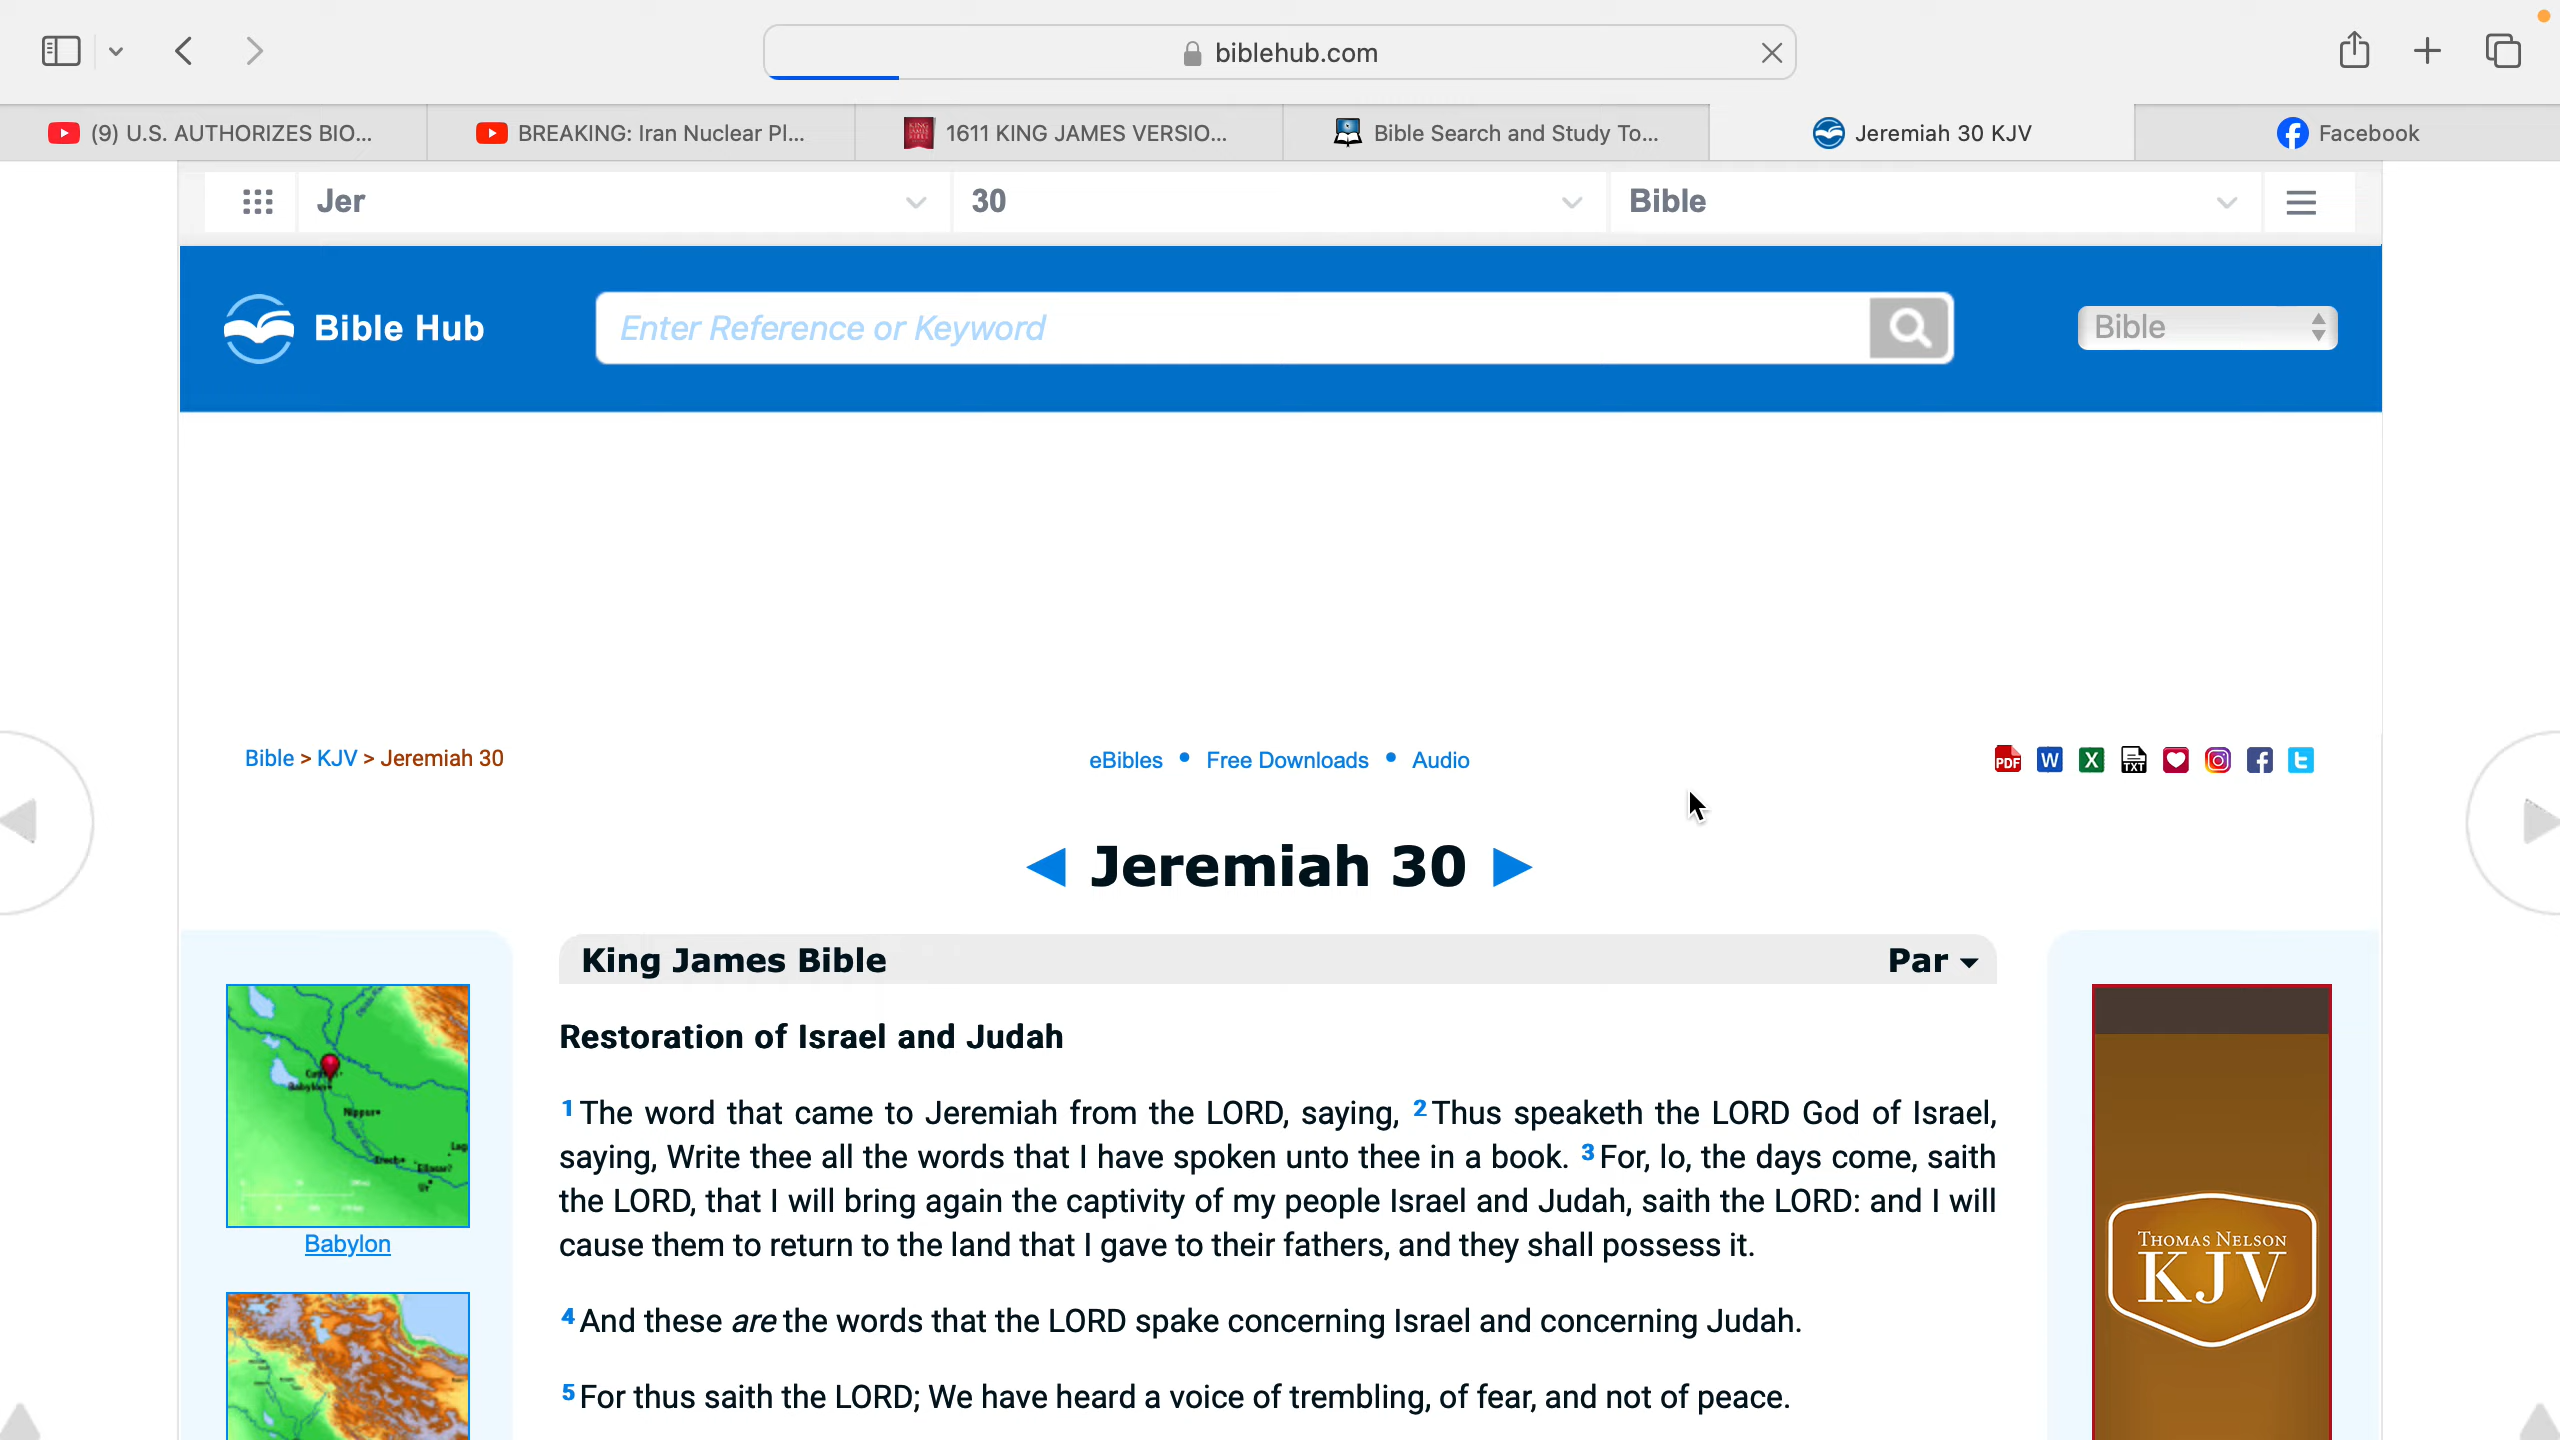 biblehub.com
(9) U.S. AUTHORIZES BIO...
BREAKING: Iran Nuclear Pl...
1611 KING JAMES VERSIO...
Bible Search and Study To...
Jeremiah 30 KJV
Facebook
Jer
30
Bible
Bible Hub
Enter Reference or Keyword
Bible
Bible > KJV > Jeremiah 30
eBibles • Free Downloads • Audio
PDF
W
X
TXT
Jeremiah 30
King James Bible
Par
Restoration of Israel and Judah
1 The word that came to Jeremiah from the LORD, saying, 2 Thus speaketh the LORD God of Israel,
saying, Write thee all the words that I have spoken unto thee in a book. 3 For, lo, the days come, saith
the LORD, that I will bring again the captivity of my people Israel and Judah, saith the LORD: and I will
cause them to return to the land that I gave to their fathers, and they shall possess it.
4 And these are the words that the LORD spake concerning Israel and concerning Judah.
5 For thus saith the LORD; We have heard a voice of trembling, of fear, and not of peace.
Babylon
Nippur
Babylon
THOMAS NELSON
KJV